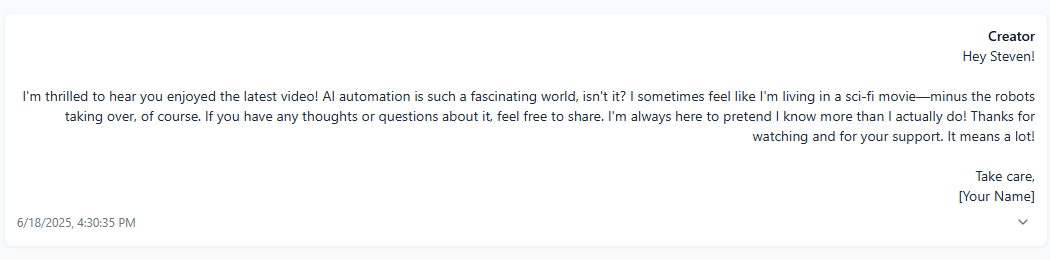 Creator
Hey Steven!
I'm thrilled to hear you enjoyed the latest video! AI automation is such a fascinating world, isn't it? I sometimes feel like I'm living in a sci-fi movie—minus the robots
taking over, of course. If you have any thoughts or questions about it, feel free to share. I'm always here to pretend I know more than I actually do! Thanks for
watching and for your support. It means a lot!
Take care,
[Your Name]
6/18/2025, 4:30:35 PM